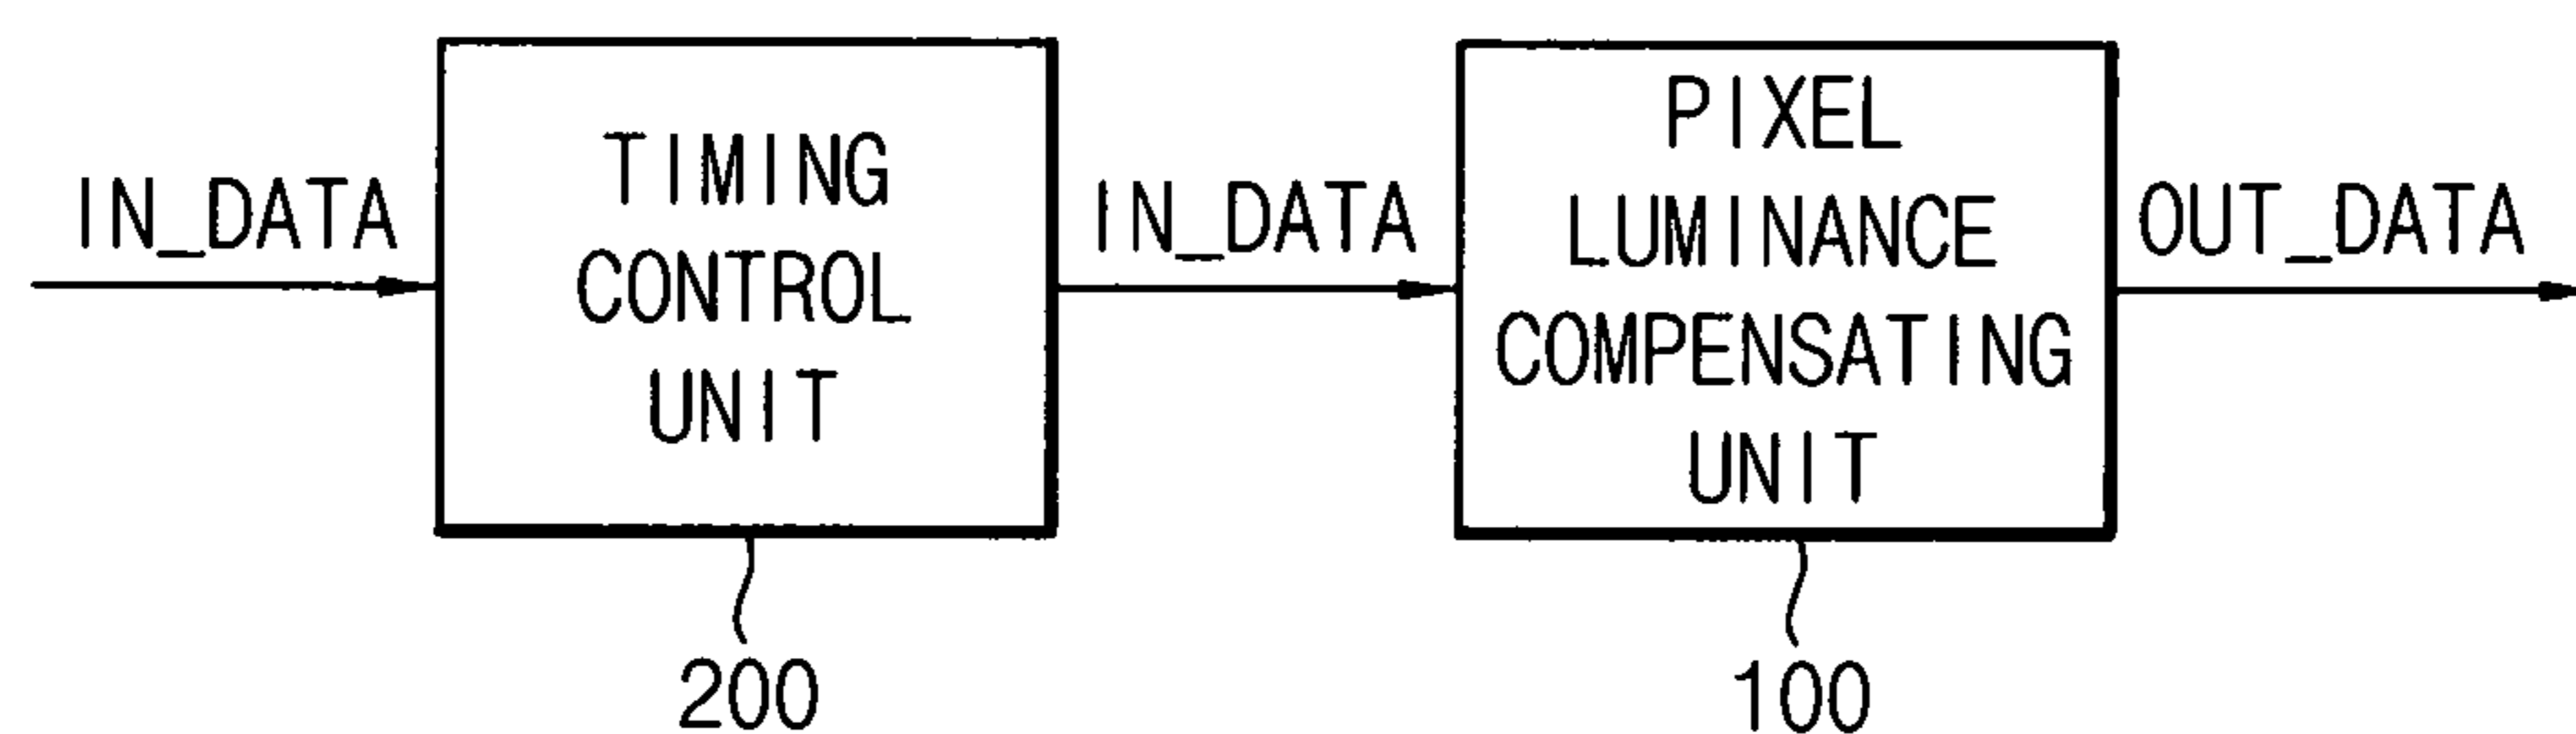 IN_DATA
TIMING
CONTROL
UNIT
200
IN_DATA
PIXEL
LUMINANCE
COMPENSATING
UNIT
100
OUT_DATA